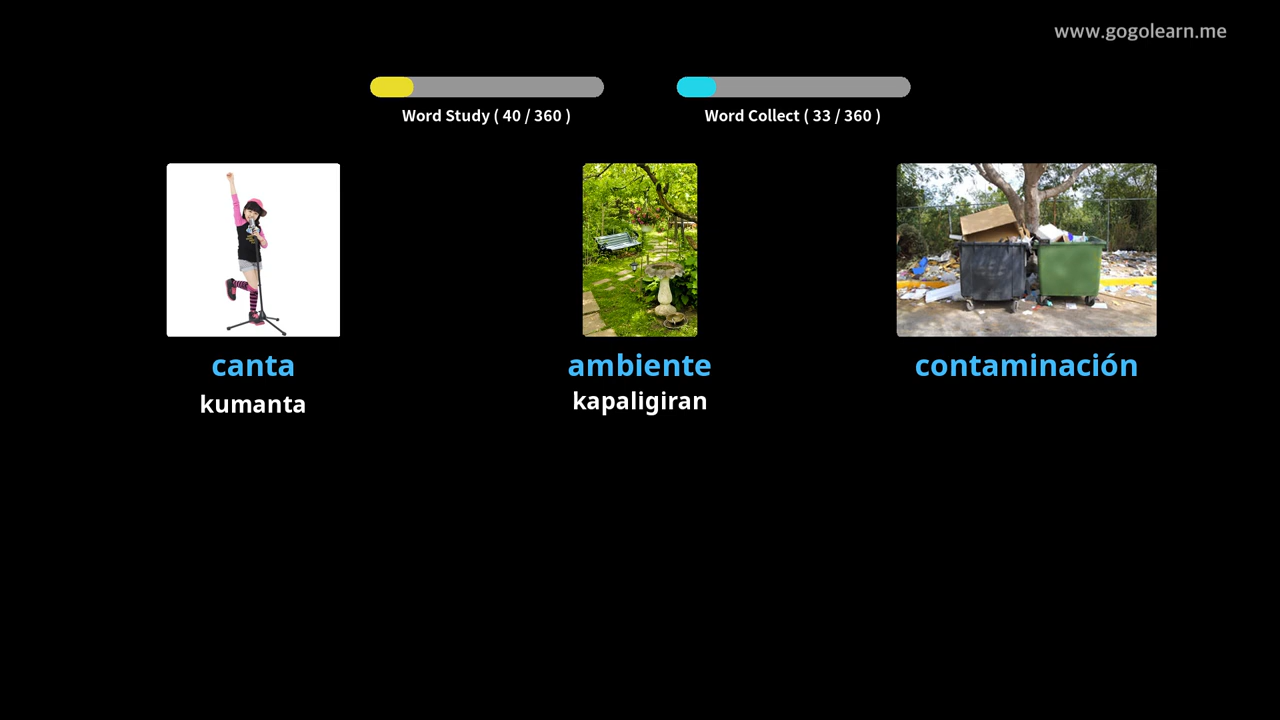 www.gogolearn.me
Word Study ( 40 / 360 )
Word Collect ( 33 / 360 )
canta
ambiente
contaminación
kumanta
kapaligiran